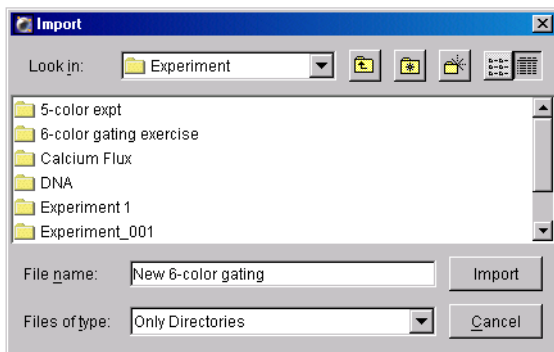 Import
Look in: Experiment
5-color expt
6-color gating exercise
Calcium Flux
DNA
Experiment 1
Experiment_001
File name: New 6-color gating Import
Files of type: Only Directories Cancel